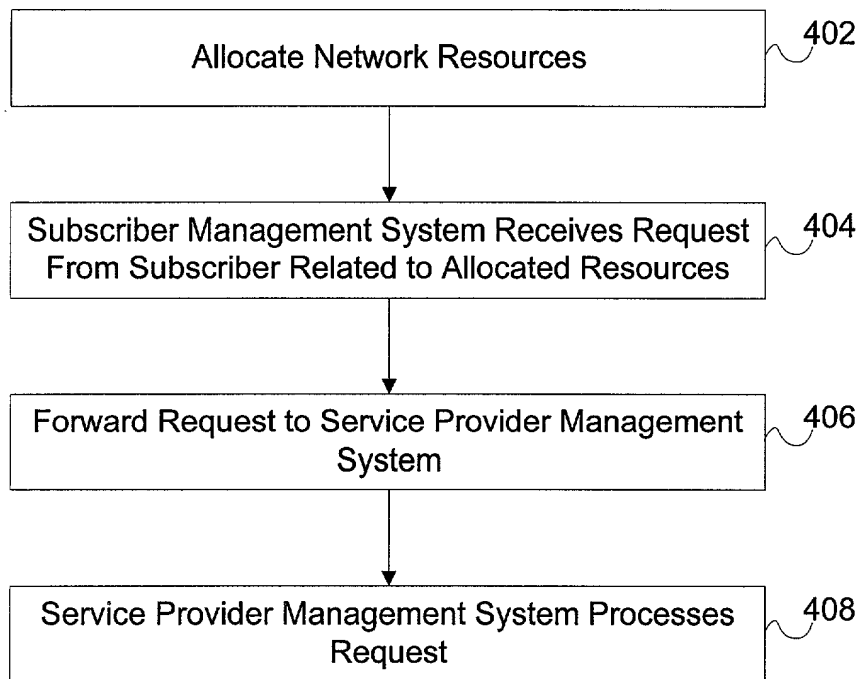 Allocate Network Resources
402
Subscriber Management System Receives Request
From Subscriber Related to Allocated Resources
404
Forward Request to Service Provider Management
System
406
Service Provider Management System Processes
Request
408